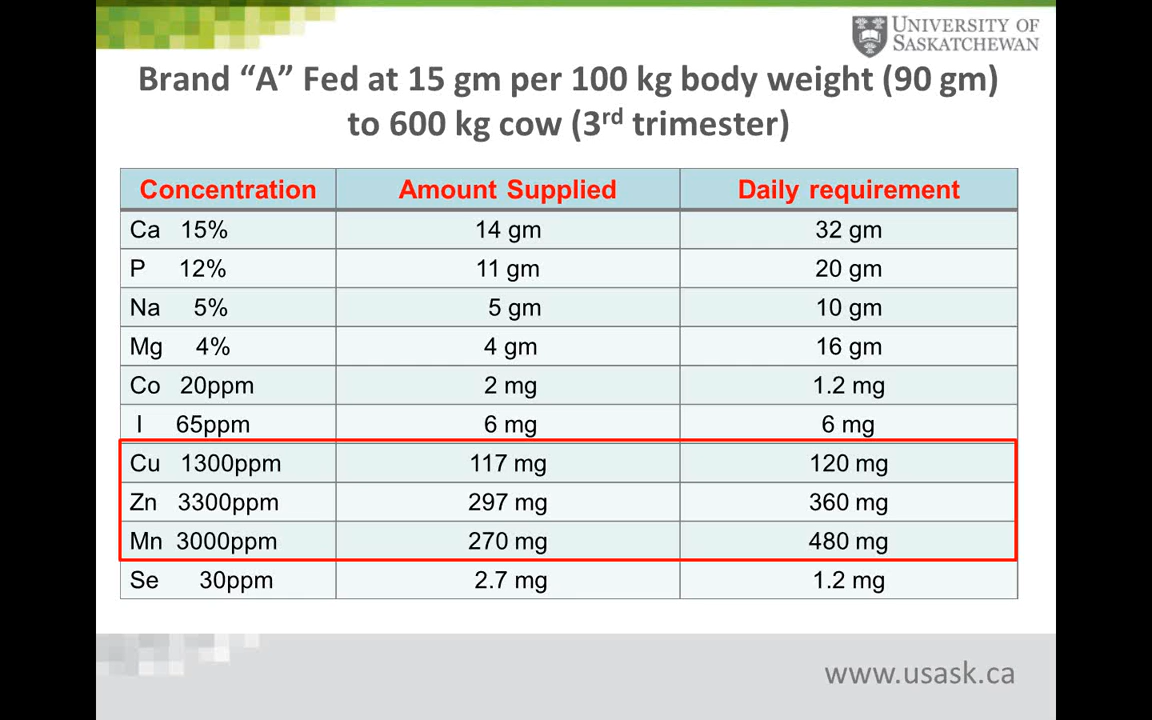 UNIVERSITY OF
SASKATCHEWAN
Brand “A” Fed at 15 gm per 100 kg body weight (90 gm)
to 600 kg cow (3rd trimester)
Concentration Amount Supplied Daily requirement
Ca 15% 14 gm 32 gm
P 12% 11 gm 20 gm
Na 5% 5 gm 10 gm
Mg 4% 4 gm 16 gm
Co 20ppm 2 mg 1.2 mg
I 65ppm 6 mg 6 mg
Cu 1300ppm 117 mg 120 mg
Zn 3300ppm 297 mg 360 mg
Mn 3000ppm 270 mg 480 mg
Se 30ppm 2.7 mg 1.2 mg
www.usask.ca